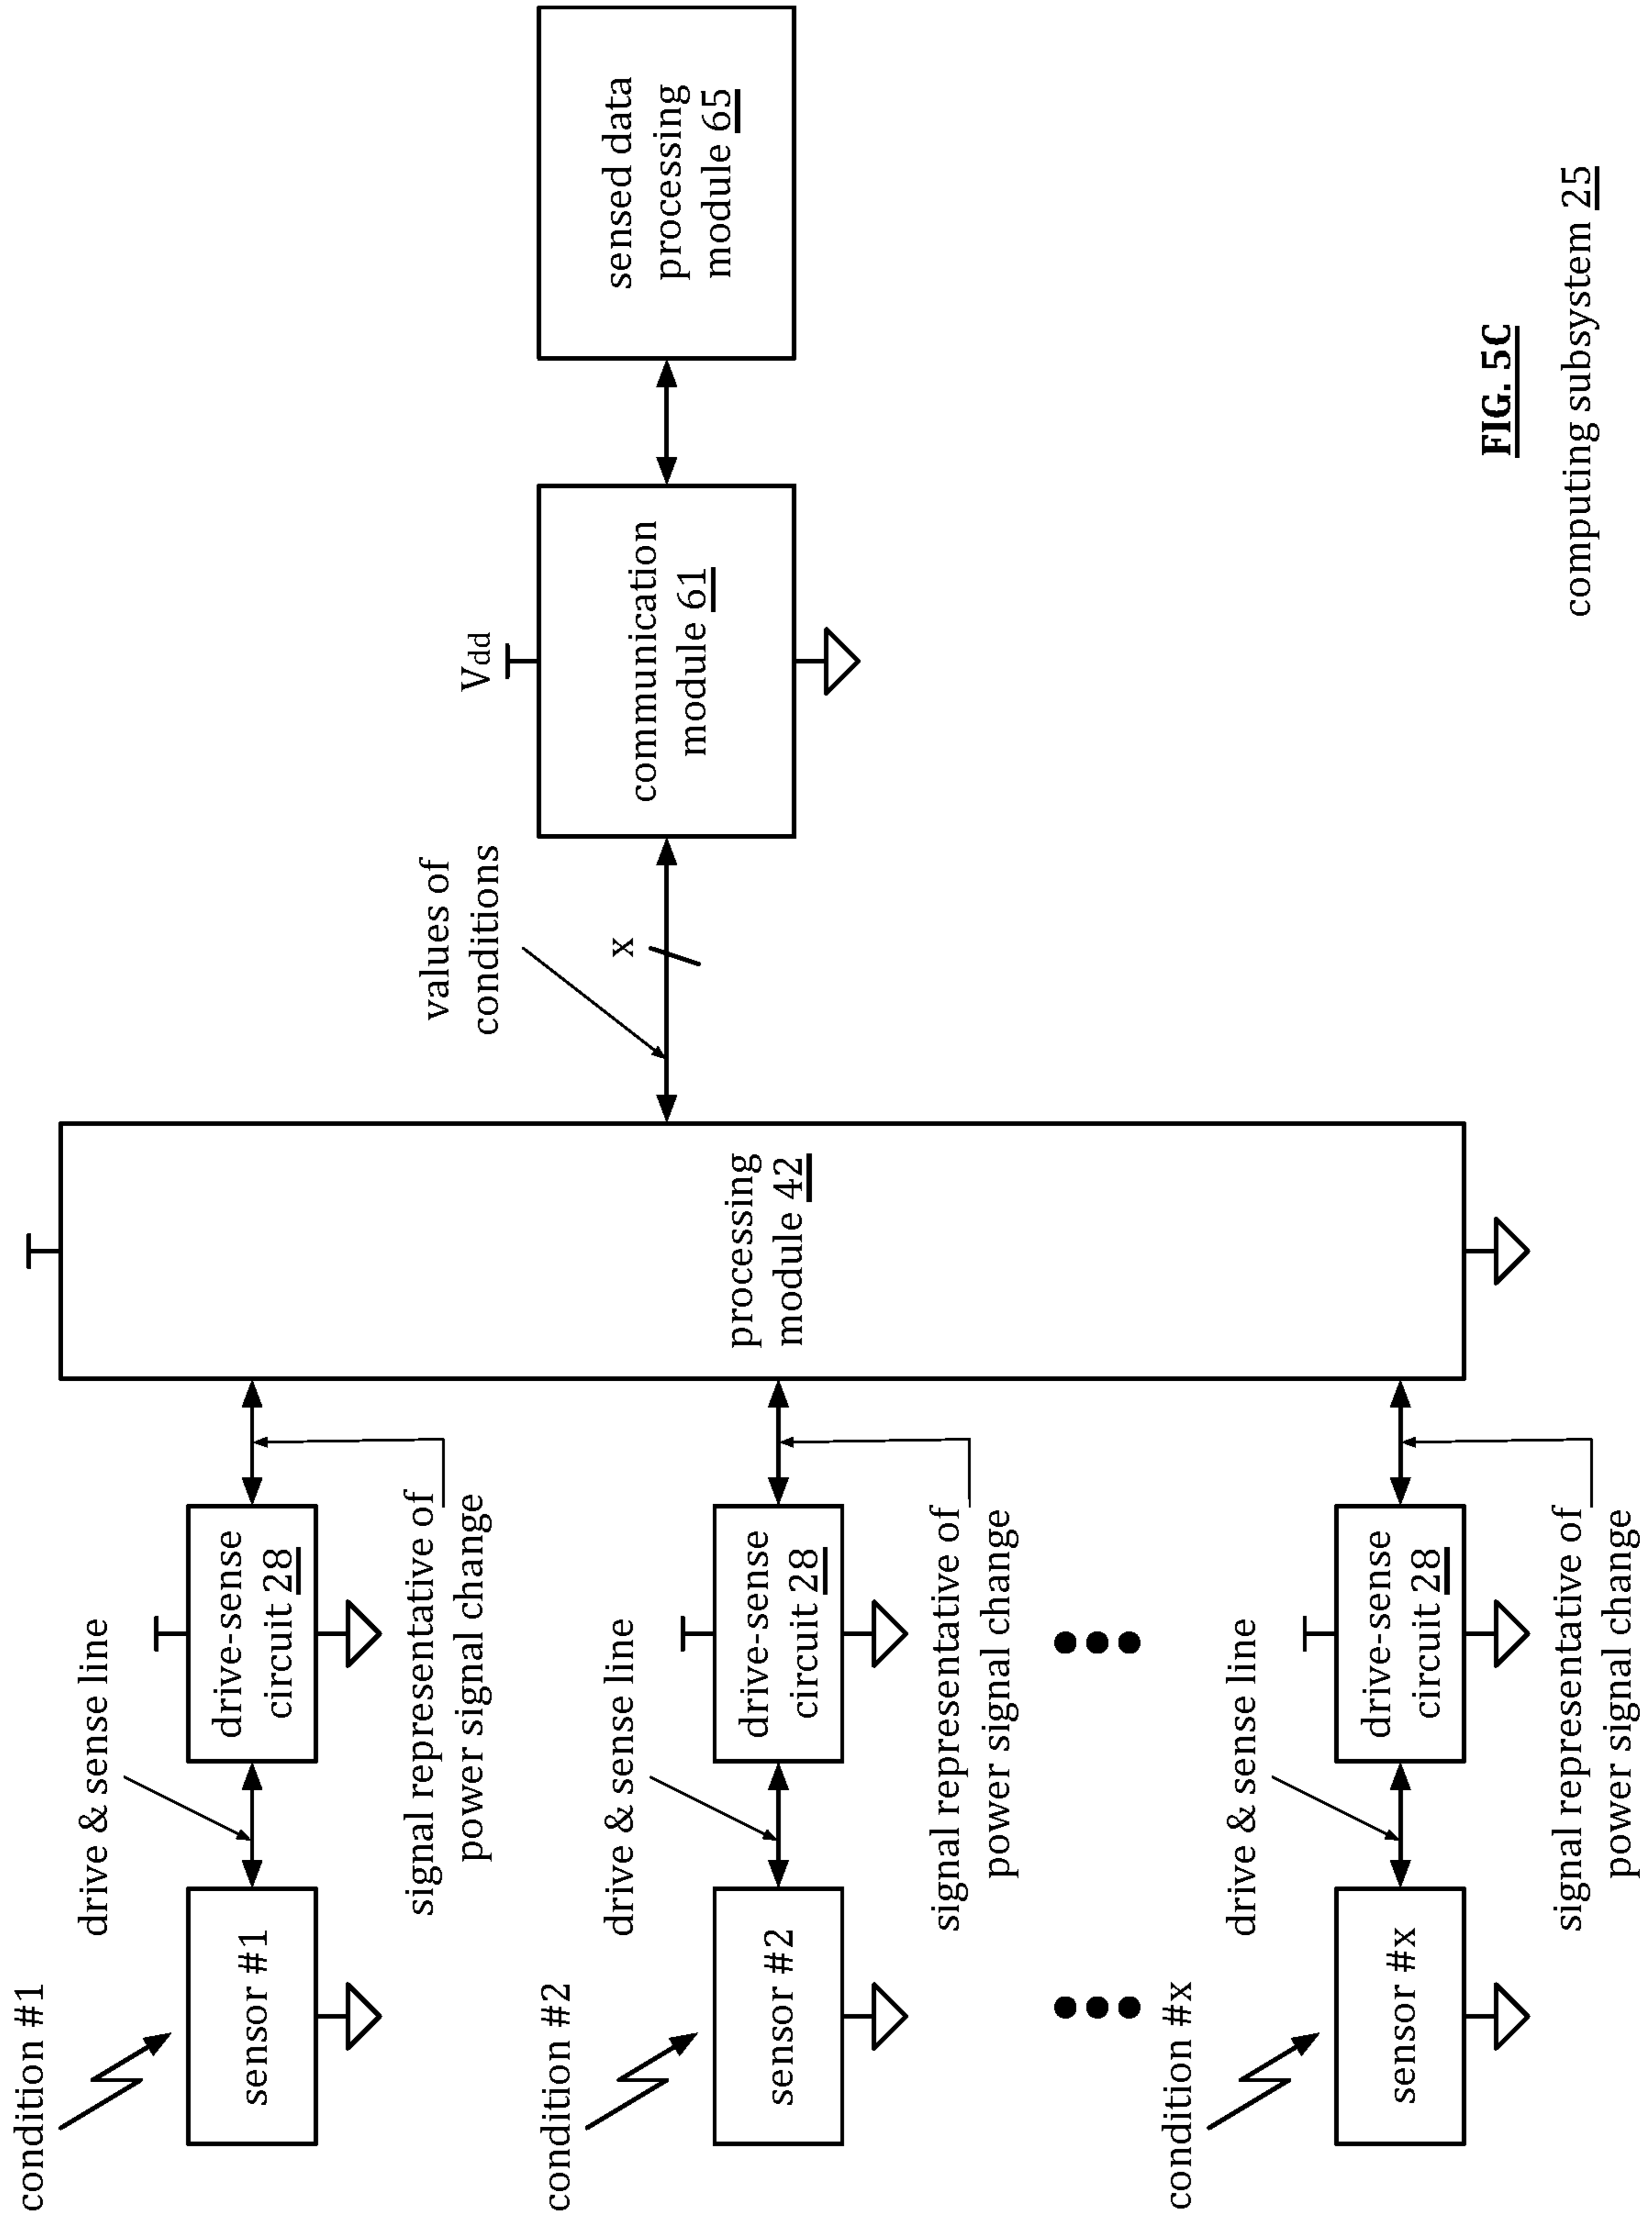 condition #1
sensor #1
drive & sense line
drive-sense
circuit 28
signal representative of
power signal change
condition #2
sensor #2
drive & sense line
drive-sense
circuit 28
signal representative of
power signal change
condition #x
sensor #x
drive & sense line
drive-sense
circuit 28
signal representative of
power signal change
processing
module 42
values of
conditions
x
Vdd
communication
module 61
sensed data
processing
module 65
FIG. 5C
computing subsystem 25